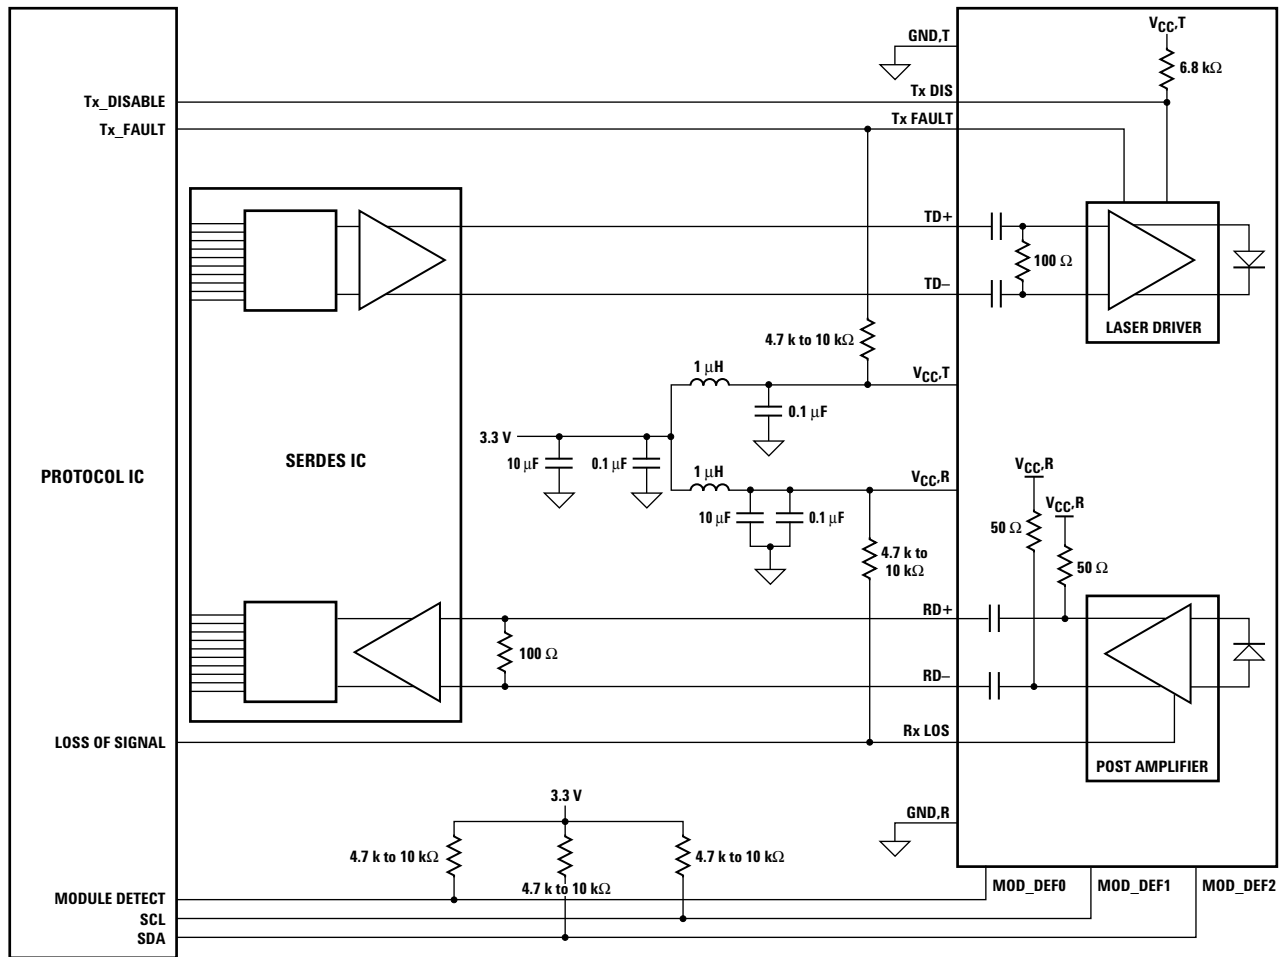 GND,T
VCC,T
6.8 kΩ
Tx_DISABLE
Tx DIS
Tx_FAULT
Tx FAULT
TD+
100 Ω
TD–
LASER DRIVER
4.7 k to 10 kΩ
1 μH
VCC,T
0.1 μF
3.3 V
SERDES IC
PROTOCOL IC
10 μF
0.1 μF
1 μH
VCC,R
VCC,R
VCC,R
10 μF
0.1 μF
50 Ω
4.7 k to
10 kΩ
50 Ω
RD+
100 Ω
RD–
LOSS OF SIGNAL
Rx LOS
POST AMPLIFIER
3.3 V
GND,R
4.7 k to 10 kΩ
4.7 k to 10 kΩ
4.7 k to 10 kΩ
MOD_DEF0
MOD_DEF1
MOD_DEF2
MODULE DETECT
SCL
SDA